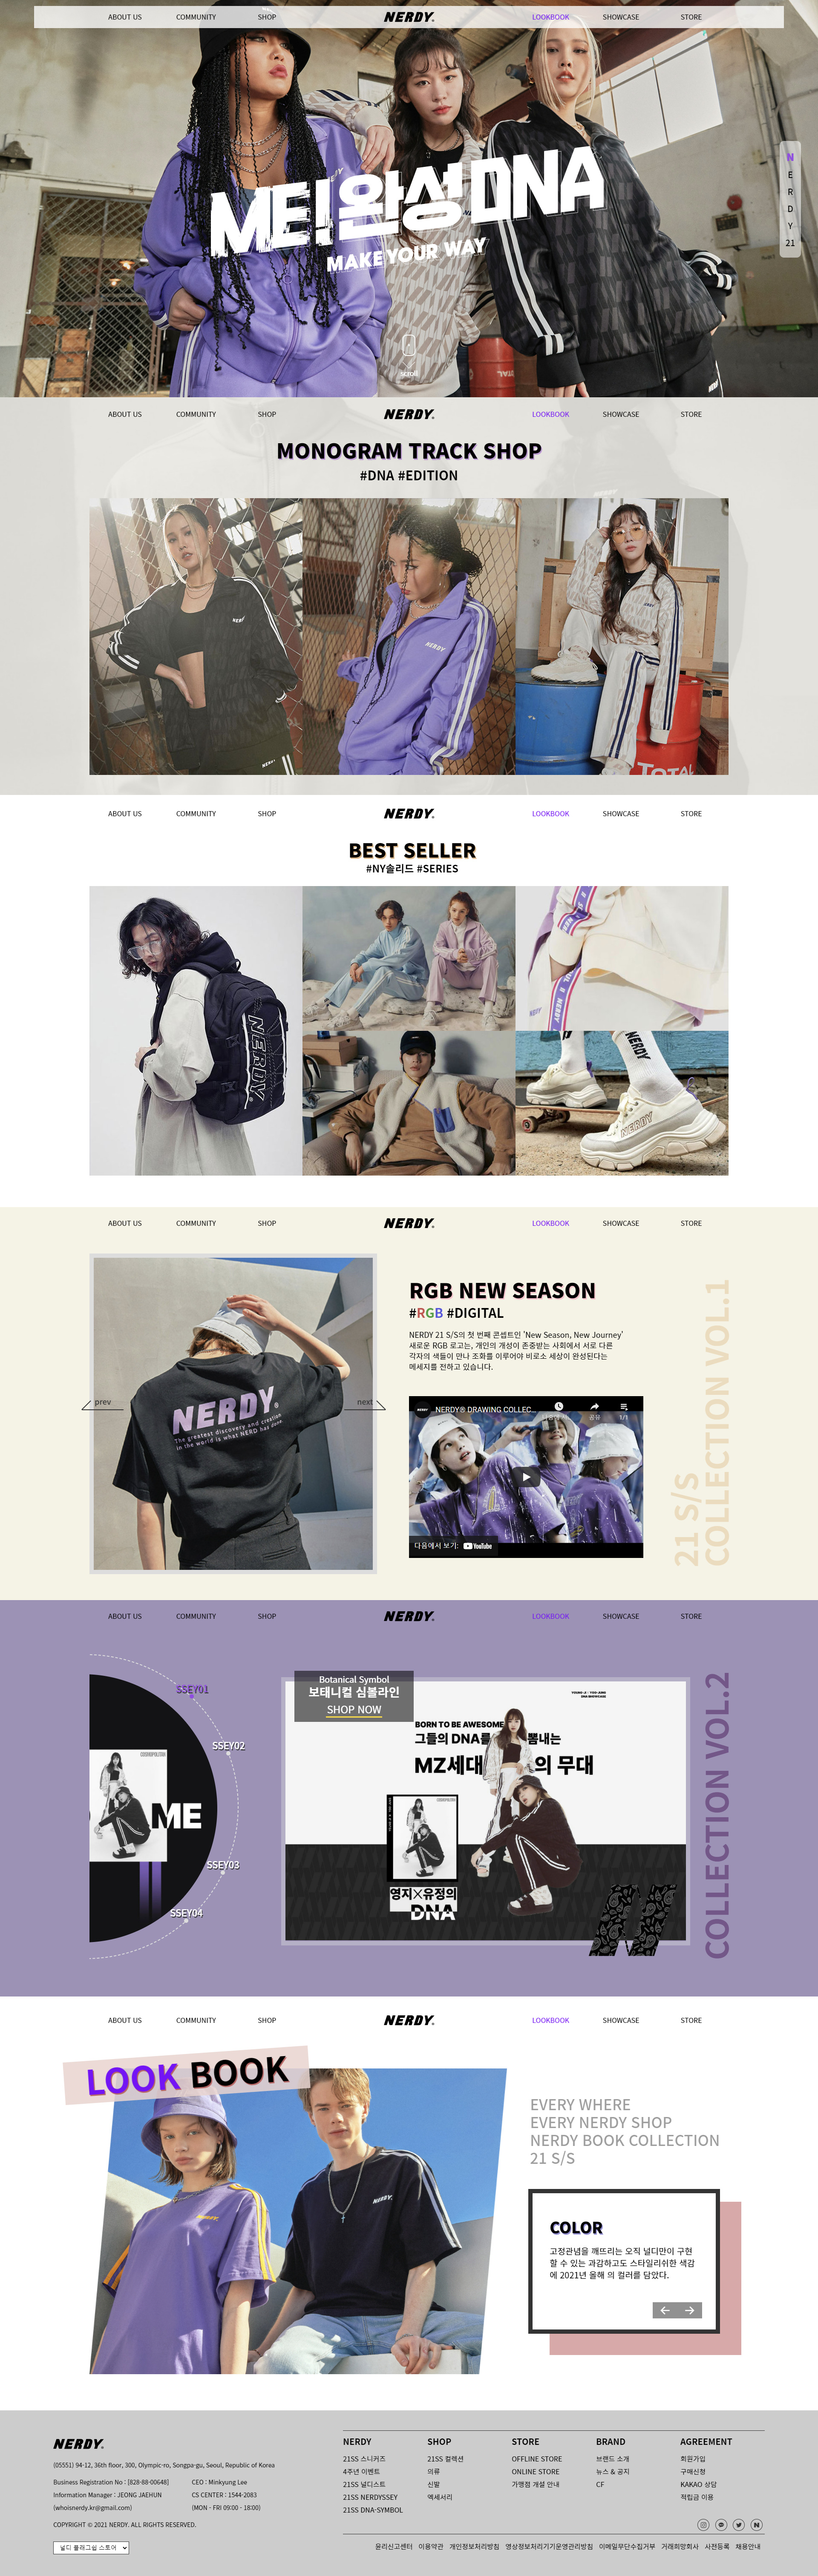 ABOUT US COMMUNITY SHOP NERDY. LOOKBOOK SHOWCASE STORE
N
E
R
D
Y
21
ME의 완성 DNA
MAKE YOUR WAY
scroll
ABOUT US COMMUNITY SHOP NERDY. LOOKBOOK SHOWCASE STORE
MONOGRAM TRACK SHOP
#DNA #EDITION
NERDY.
NERDY.
NERDY
TOTAL
ABOUT US COMMUNITY SHOP NERDY. LOOKBOOK SHOWCASE STORE
BEST SELLER
#NY솔리드 #SERIES
NERDY.
NERDY
NERDY
NERDY
ABOUT US COMMUNITY SHOP NERDY. LOOKBOOK SHOWCASE STORE
NERDY®
The greatest discovery and creation
in the world is what NERD has done
prev
next
RGB NEW SEASON
#RGB #DIGITAL
NERDY 21 S/S의 첫 번째 콘셉트인 'New Season, New Journey'
새로운 RGB 로고는, 개인의 개성이 존중받는 사회에서 서로 다른
각자의 색들이 만나 조화를 이루어야 비로소 세상이 완성된다는
메세지를 전하고 있습니다.
NERDY® DRAWING COLLEC...
공유
1/1
다음에서 보기: YouTube
21 S/S
COLLECTION VOL.1
ABOUT US COMMUNITY SHOP NERDY. LOOKBOOK SHOWCASE STORE
SSEY01
SSEY02
SSEY03
SSEY04
ME
Botanical Symbol
보태니컬 심볼라인
SHOP NOW
BORN TO BE AWESOME
그들의 DNA를 뽐내는
MZ세대 의 무대
영지X유정의
DNA
COLLECTION VOL.2
ABOUT US COMMUNITY SHOP NERDY. LOOKBOOK SHOWCASE STORE
LOOK BOOK
NERDY.
EVERY WHERE
EVERY NERDY SHOP
NERDY BOOK COLLECTION
21 S/S
COLOR
고정관념을 깨뜨리는 오직 널디만이 구현
할 수 있는 과감하고도 스타일리쉬한 색감
에 2021년 올해 의 컬러를 담았다.
NERDY.
(05551) 94-12, 36th floor, 300, Olympic-ro, Songpa-gu, Seoul, Republic of Korea
Business Registration No : [828-88-00648] CEO : Minkyung Lee
Information Manager : JEONG JAEHUN CS CENTER : 1544-2083
(whoisnerdy.kr@gmail.com) (MON - FRI 09:00 - 18:00)
COPYRIGHT © 2021 NERDY. ALL RIGHTS RESERVED.
널디 플래그쉽 스토어
NERDY SHOP STORE BRAND AGREEMENT
21SS 스니커즈 21SS 컬렉션 OFFLINE STORE 브랜드 소개 회원가입
4주년 이벤트 의류 ONLINE STORE 뉴스 & 공지 구매신청
21SS 널디스트 신발 가맹점 개설 안내 CF KAKAO 상담
21SS NERDYSSEY 액세서리 적립금 이용
21SS DNA-SYMBOL
윤리신고센터 이용약관 개인정보처리방침 영상정보처리기기운영관리방침 이메일무단수집거부 거래희망회사 사전등록 채용안내